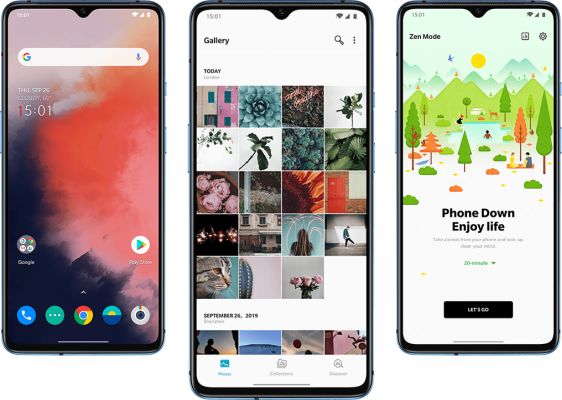 15:01
Google
THU, SEP 26
CLOUDY, 60°
15:01
Google
Play Store
15:01
Gallery
TODAY
London
SEPTEMBER 26, 2019
Shenzhen
Photos
Collections
Discover
15:01
Zen Mode
Phone Down
Enjoy life
Take a break from your phone and look up,
clear your mind.
20-minute
LET'S GO